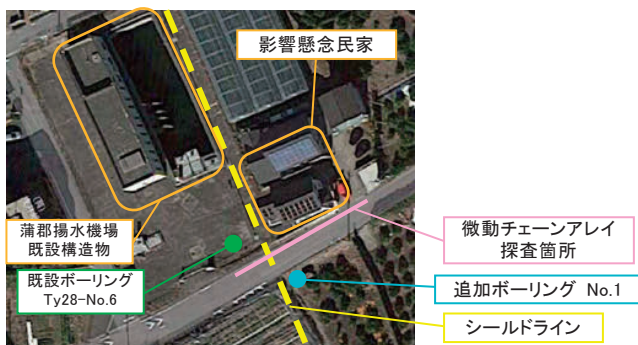 影響懸念民家
蒲郡揚水機場
既設構造物
既設ボーリング
Ty28-No.6
微動チェーンアレイ
探査箇所
追加ボーリング No.1
シールドライン